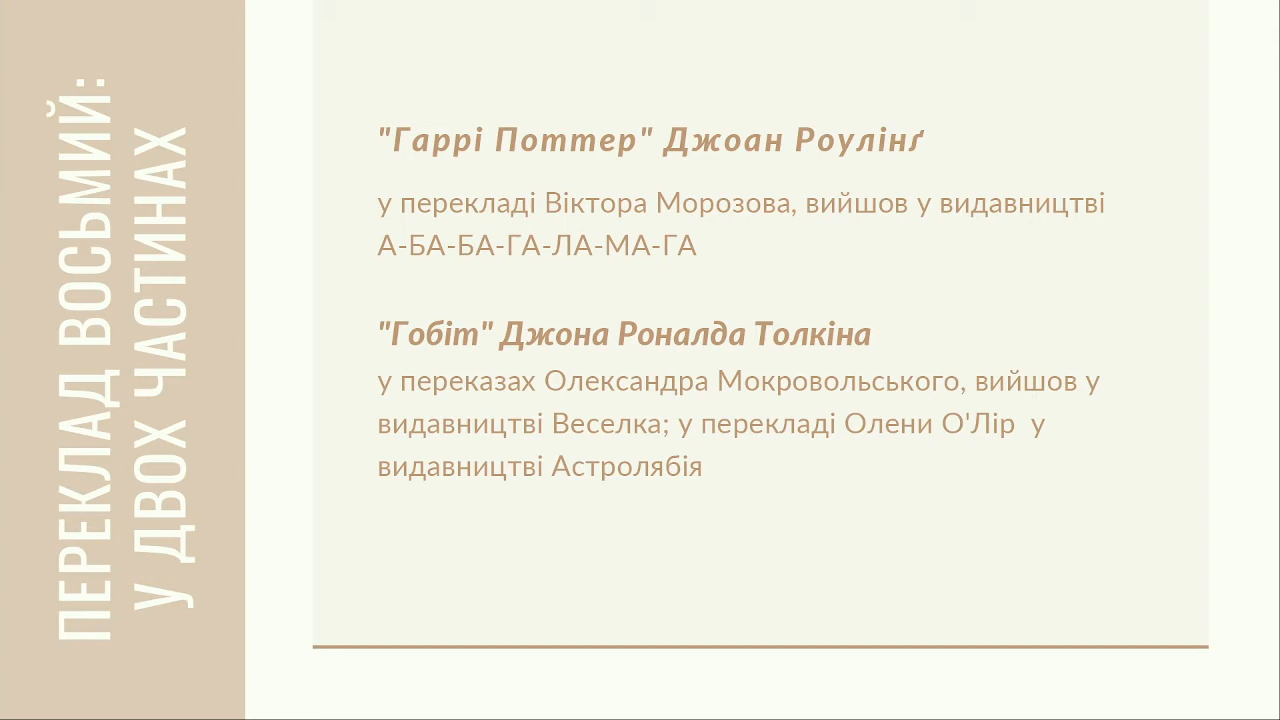 ПЕРЕКЛАД ВОСЬМИЙ:
У ДВОХ ЧАСТИНАХ
"Гаррі Поттер" Джоан Роулінґ
у перекладі Віктора Морозова, вийшов у видавництві
А-БА-БА-ГА-ЛА-МА-ГА
"Гобіт" Джона Роналда Толкіна
у переказах Олександра Мокровольського, вийшов у
видавництві Веселка; у перекладі Олени О'Лір у
видавництві Астролябія